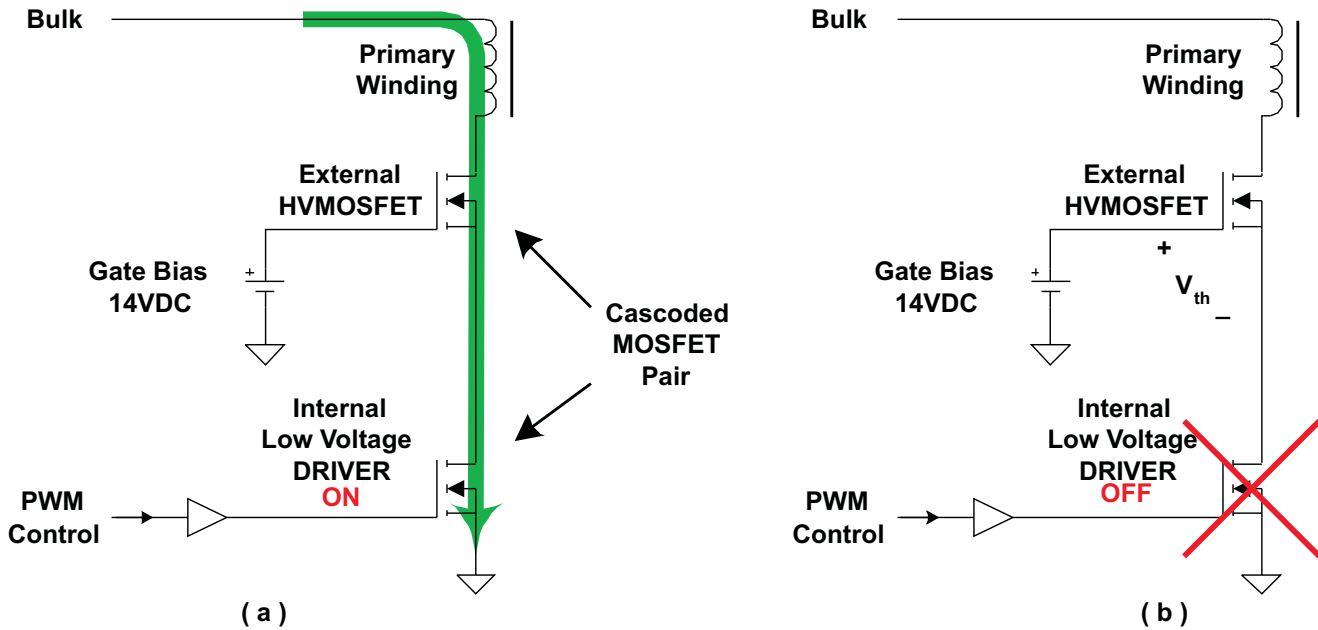 Bulk
Primary
Winding
External
HVMOSFET
+
Gate Bias
14VDC
Cascoded
MOSFET
Pair
Internal
Low Voltage
DRIVER
ON
PWM
Control
( a )
Bulk
Primary
Winding
External
HVMOSFET
+
Gate Bias
14VDC
+
Vth
–
Internal
Low Voltage
DRIVER
OFF
PWM
Control
( b )